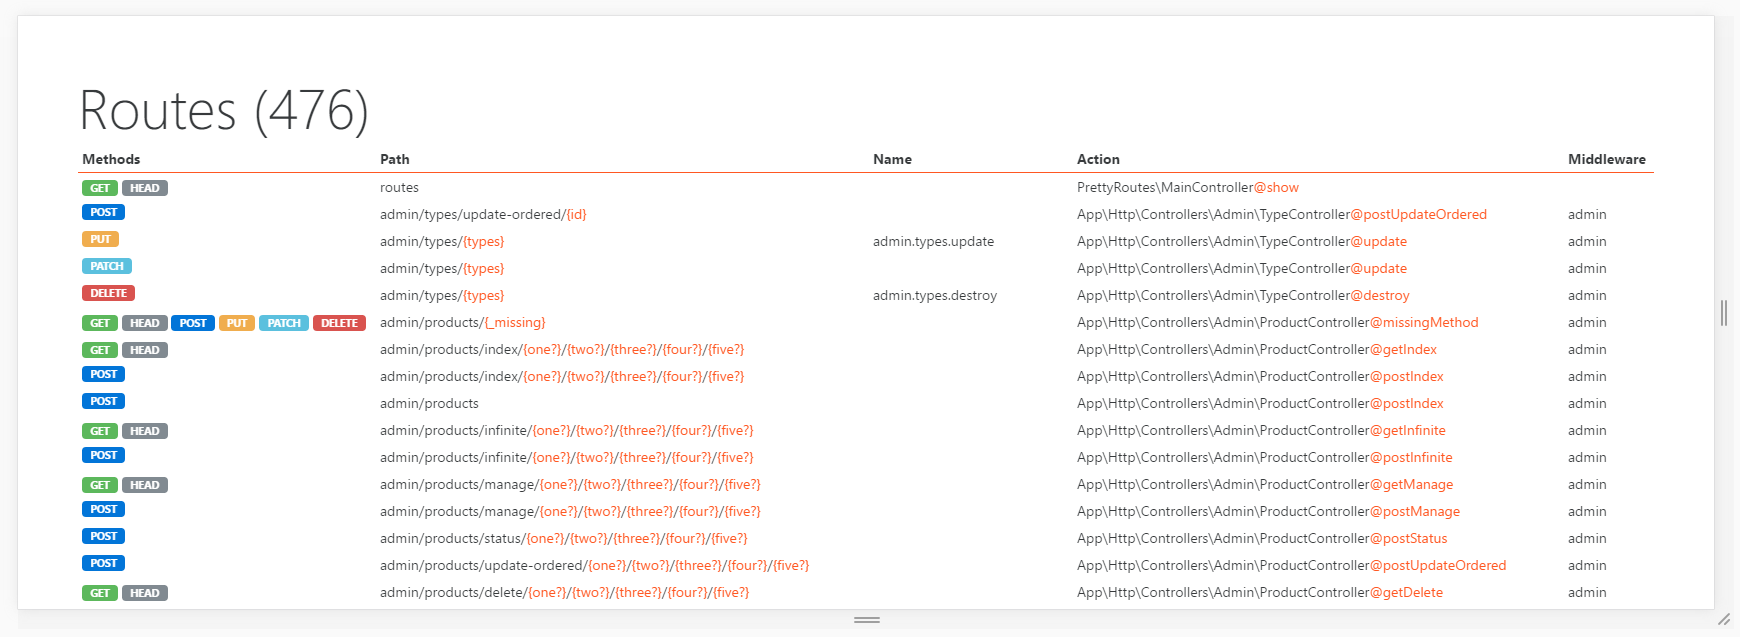 Routes (476)
Methods Path Name Action Middleware
GET HEAD routes PrettyRoutes\MainController@show
POST admin/types/update-ordered/{id} App\Http\Controllers\Admin\TypeController@postUpdateOrdered admin
PUT admin/types/{types} admin.types.update App\Http\Controllers\Admin\TypeController@update admin
PATCH admin/types/{types} App\Http\Controllers\Admin\TypeController@update admin
DELETE admin/types/{types} admin.types.destroy App\Http\Controllers\Admin\TypeController@destroy admin
GET HEAD POST PUT PATCH DELETE admin/products/{_missing} App\Http\Controllers\Admin\ProductController@missingMethod admin
GET HEAD admin/products/index/{one?}/{two?}/{three?}/{four?}/{five?} App\Http\Controllers\Admin\ProductController@getIndex admin
POST admin/products/index/{one?}/{two?}/{three?}/{four?}/{five?} App\Http\Controllers\Admin\ProductController@postIndex admin
POST admin/products App\Http\Controllers\Admin\ProductController@postIndex admin
GET HEAD admin/products/infinite/{one?}/{two?}/{three?}/{four?}/{five?} App\Http\Controllers\Admin\ProductController@getInfinite admin
POST admin/products/infinite/{one?}/{two?}/{three?}/{four?}/{five?} App\Http\Controllers\Admin\ProductController@postInfinite admin
GET HEAD admin/products/manage/{one?}/{two?}/{three?}/{four?}/{five?} App\Http\Controllers\Admin\ProductController@getManage admin
POST admin/products/manage/{one?}/{two?}/{three?}/{four?}/{five?} App\Http\Controllers\Admin\ProductController@postManage admin
POST admin/products/status/{one?}/{two?}/{three?}/{four?}/{five?} App\Http\Controllers\Admin\ProductController@postStatus admin
POST admin/products/update-ordered/{one?}/{two?}/{three?}/{four?}/{five?} App\Http\Controllers\Admin\ProductController@postUpdateOrdered admin
GET HEAD admin/products/delete/{one?}/{two?}/{three?}/{four?}/{five?} App\Http\Controllers\Admin\ProductController@getDelete admin